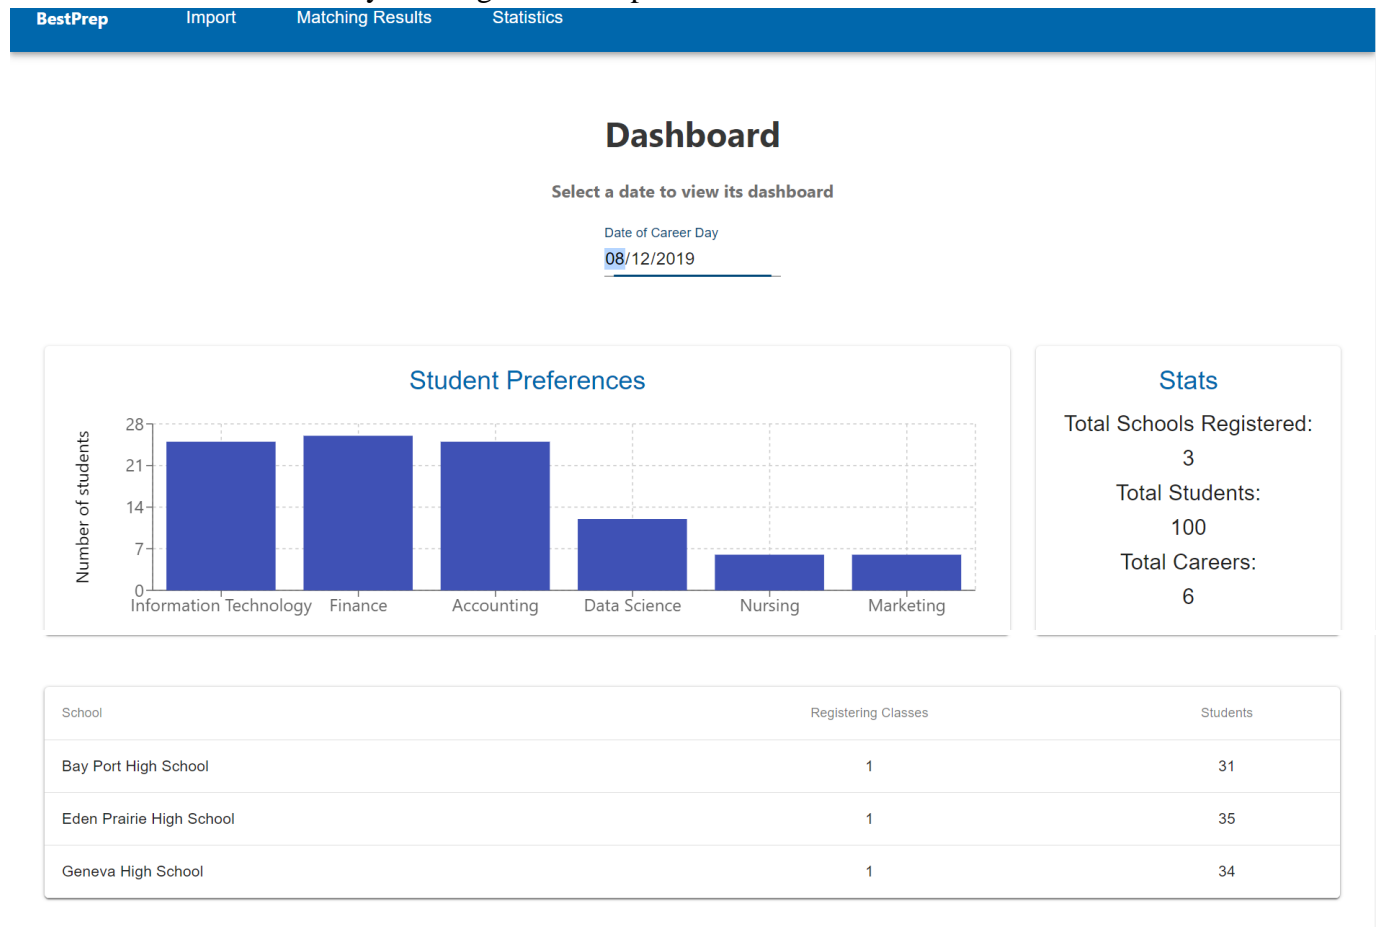 BestPrep Import Matching Results Statistics
Dashboard
Select a date to view its dashboard
Date of Career Day
08/12/2019
Student Preferences
Number of students
28
21
14
7
0
Information Technology Finance Accounting Data Science Nursing Marketing
Stats
Total Schools Registered:
3
Total Students:
100
Total Careers:
6
School Registering Classes Students
Bay Port High School 1 31
Eden Prairie High School 1 35
Geneva High School 1 34